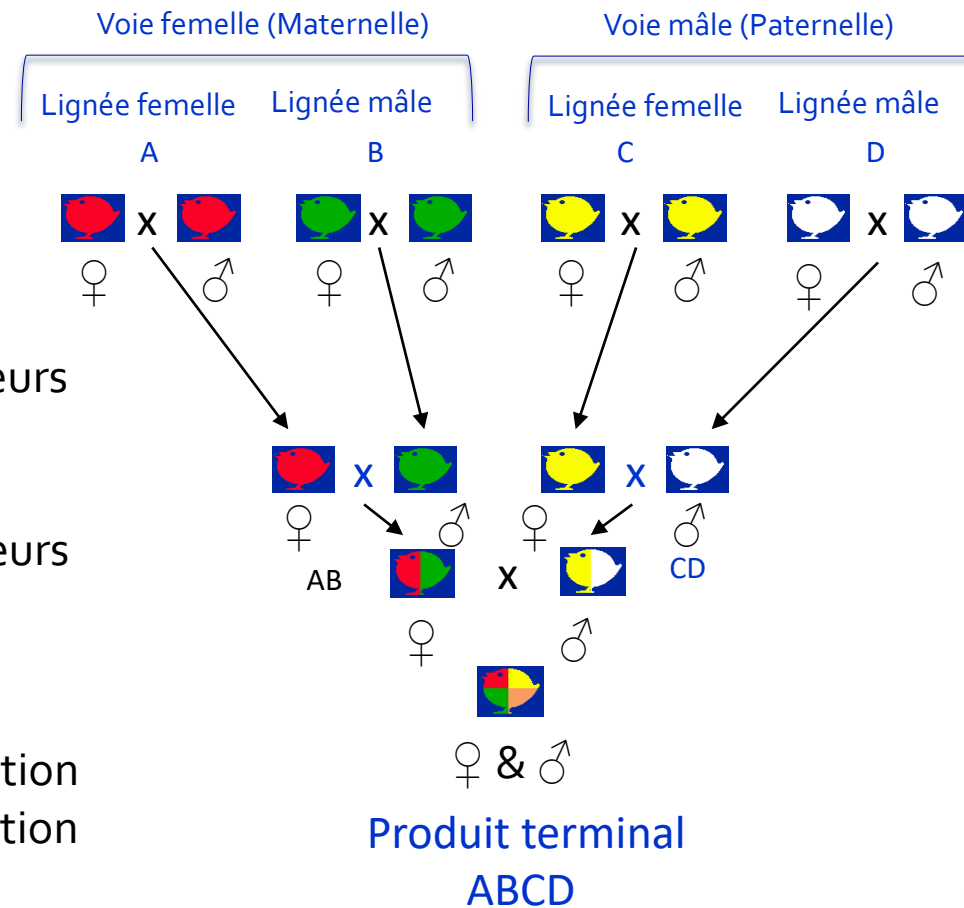 Voie femelle (Maternelle) Voie mâle (Paternelle)
Lignée femelle Lignée mâle Lignée femelle Lignée mâle
A B C D
x x x x
♀ ♂ ♀ ♂ ♀ ♂ ♀ ♂
eurs
x x
♀ ♂ ♀ ♂
eurs
AB x CD
♀ ♂
♀ & ♂
tion
tion
Produit terminal
ABCD